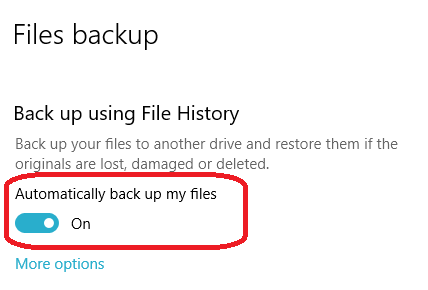 Files backup
Back up using File History
Back up your files to another drive and restore them if the
originals are lost, damaged or deleted.
Automatically back up my files
On
More options